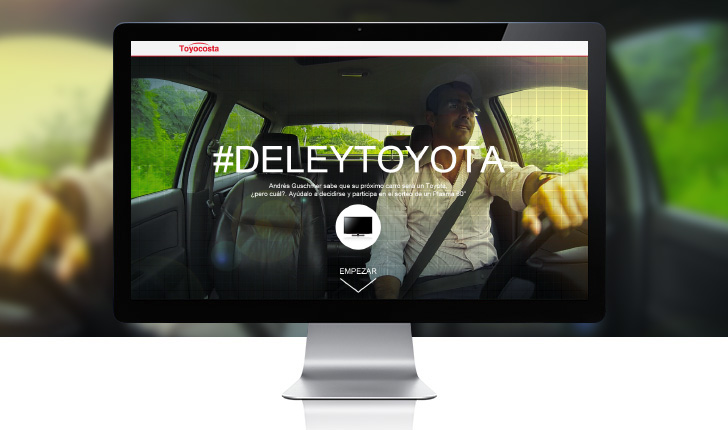 Toyocosta
#DELEYTOYOTA
Andrés Guschmer sabe que su próximo carro será un Toyota,
¿pero cuál?. Ayúdalo a decidirse y participa en el sorteo de un Plasma 60"
EMPEZAR